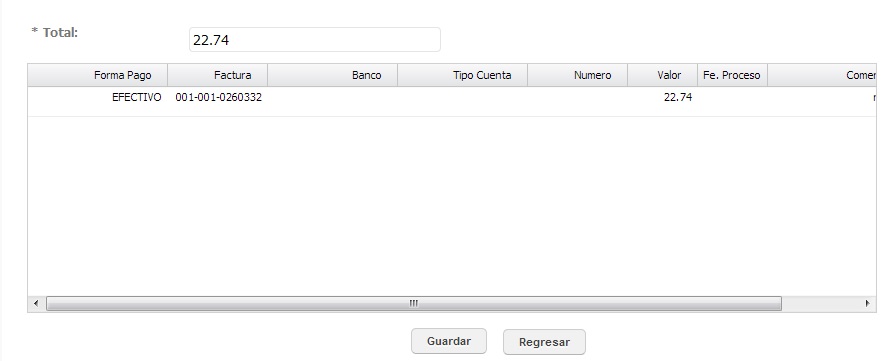 * Total:
22.74
Forma Pago Factura Banco Tipo Cuenta Numero Valor Fe. Proceso
EFECTIVO 001-001-0260332 22.74
Guardar Regresar